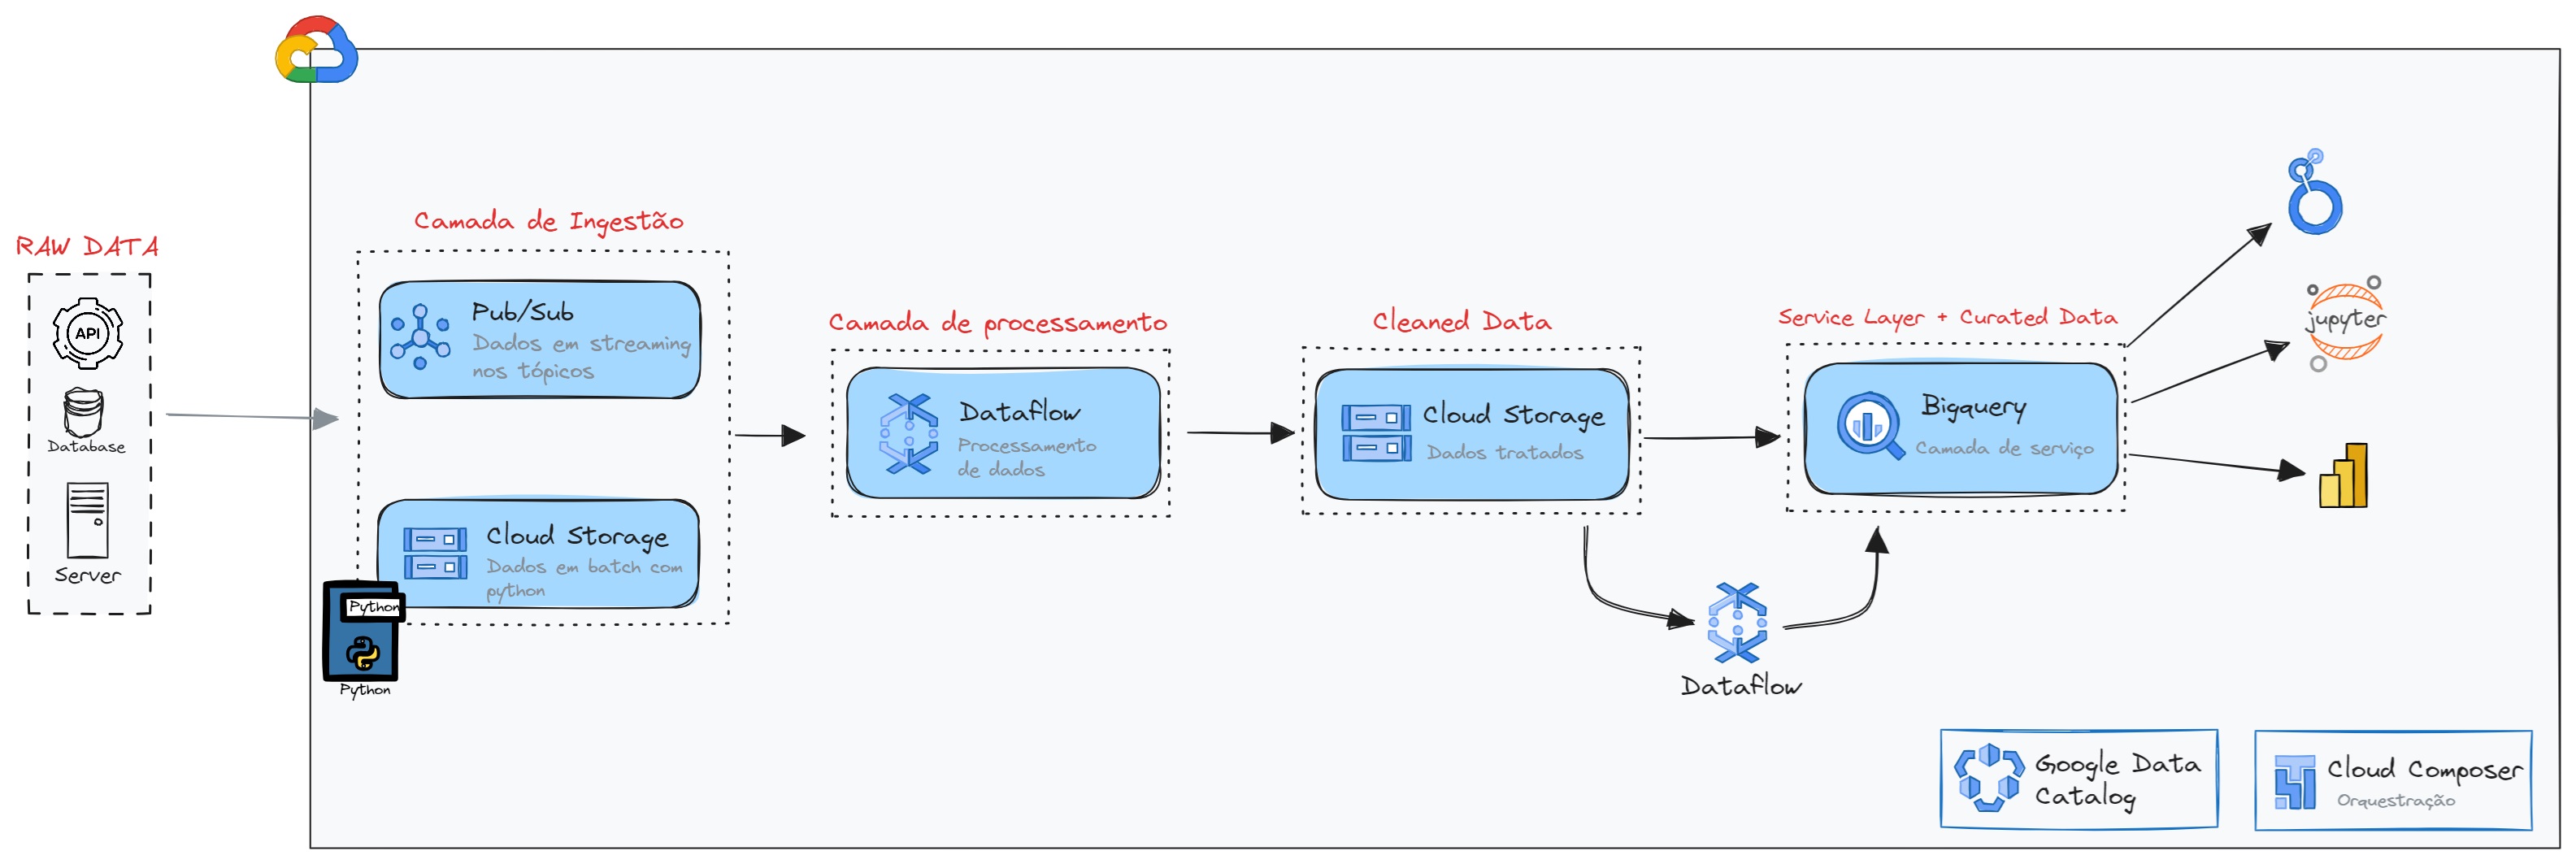 RAW DATA
API
Database
Server
Camada de Ingestão
Pub/Sub
Dados em streaming
nos tópicos
Cloud Storage
Dados em batch com
python
Python
Python
Camada de processamento
Dataflow
Processamento
de dados
Cleaned Data
Cloud Storage
Dados tratados
Dataflow
Service Layer + Curated Data
Bigquery
Camada de serviço
jupyter
Google Data
Catalog
Cloud Composer
Orquestração